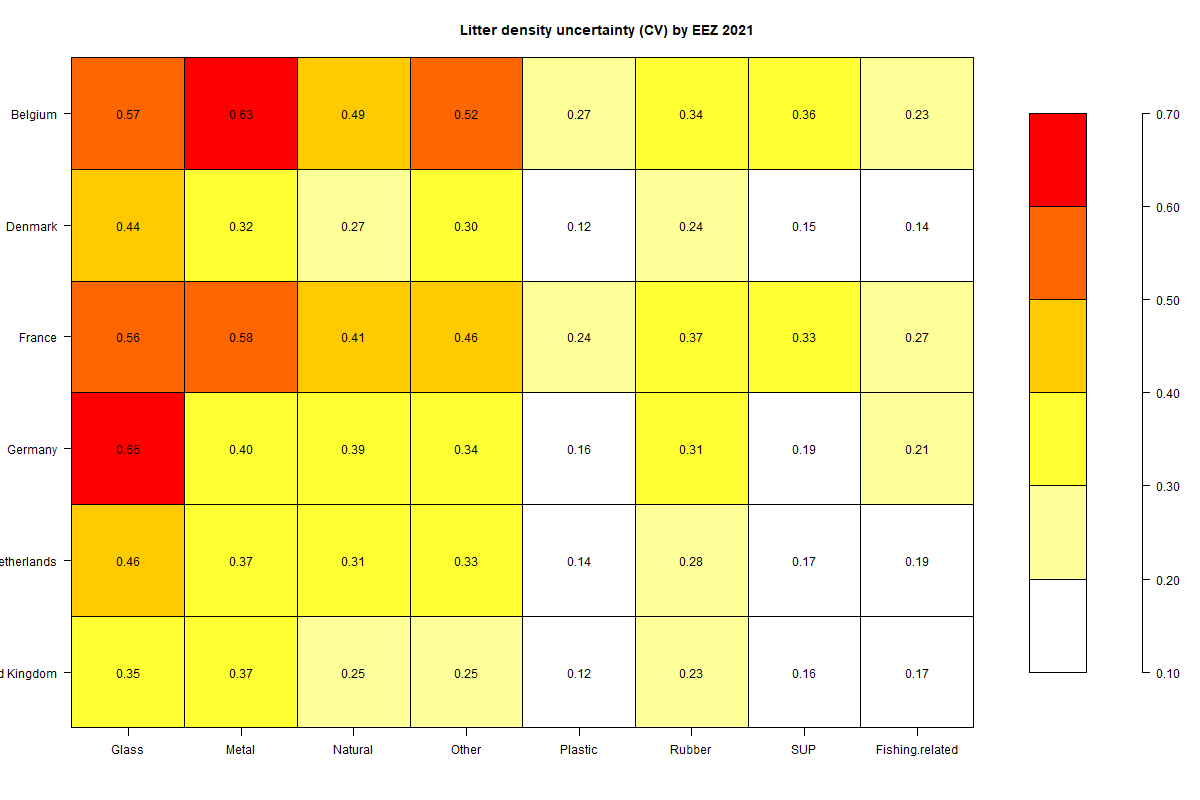 Litter density uncertainty (CV) by EEZ 2021
Belgium 0.57 0.63 0.49 0.52 0.27 0.34 0.36 0.23
Denmark 0.44 0.32 0.27 0.30 0.12 0.24 0.15 0.14
France 0.56 0.58 0.41 0.46 0.24 0.37 0.33 0.27
Germany 0.65 0.40 0.39 0.34 0.16 0.31 0.19 0.21
etherlands 0.46 0.37 0.31 0.33 0.14 0.28 0.17 0.19
d Kingdom 0.35 0.37 0.25 0.25 0.12 0.23 0.16 0.17
Glass Metal Natural Other Plastic Rubber SUP Fishing.related
0.70
0.60
0.50
0.40
0.30
0.20
0.10